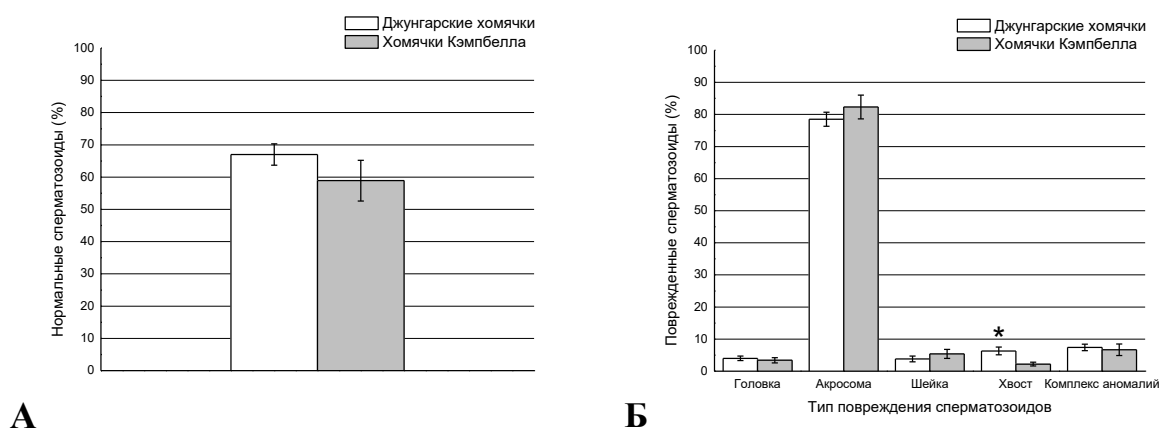 Джунгарские хомячки
Хомячки Кэмпбелла
Нормальные сперматозоиды (%)
100
90
80
70
60
50
40
30
20
10
0
А
Джунгарские хомячки
Хомячки Кэмпбелла
Поврежденные сперматозоиды (%)
100
90
80
70
60
50
40
30
20
10
0
*
Головка Акросома Шейка Хвост Комплекс аномалий
Тип повреждения сперматозоидов
Б